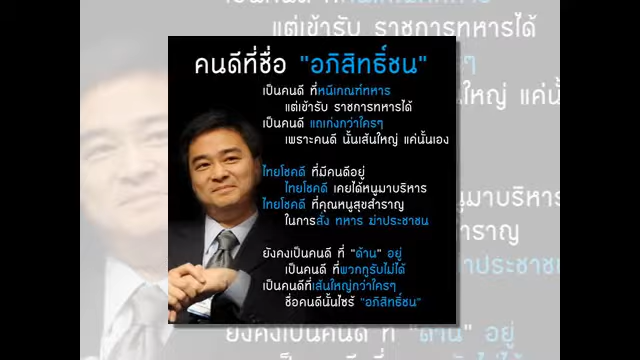 คนดีที่ชื่อ "อภิสิทธิ์ชน"
เป็นคนดี ที่หนีเกณฑ์ทหาร
แต่เข้ารับ ราชการทหารได้
เป็นคนดี แถเก่งกว่าใครๆ
เพราะคนดี นั้นเส้นใหญ่ แค่นั้นเอง
ไทยโชคดี ที่มีคนดีอยู่
ไทยโชคดี เคยได้หนูมาบริหาร
ไทยโชคดี ที่คุณหนูสุขสำราญ
ในการสั่ง ทหาร ฆ่าประชาชน
ยังคงเป็นคนดี ที่ "ด้าน" อยู่
เป็นคนดี ที่พวกกูรับไม่ได้
เป็นคนดีที่เส้นใหญ่กว่าใครๆ
ชื่อคนดีนั้นไซร้ "อภิสิทธิ์ชน"